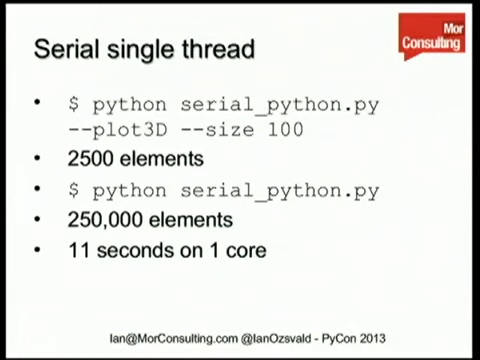 Mor
Consulting
Serial single thread
• $ python serial_python.py
--plot3D --size 100
• 2500 elements
• $ python serial_python.py
• 250,000 elements
• 11 seconds on 1 core
Ian@MorConsulting.com @IanOzsvald - PyCon 2013